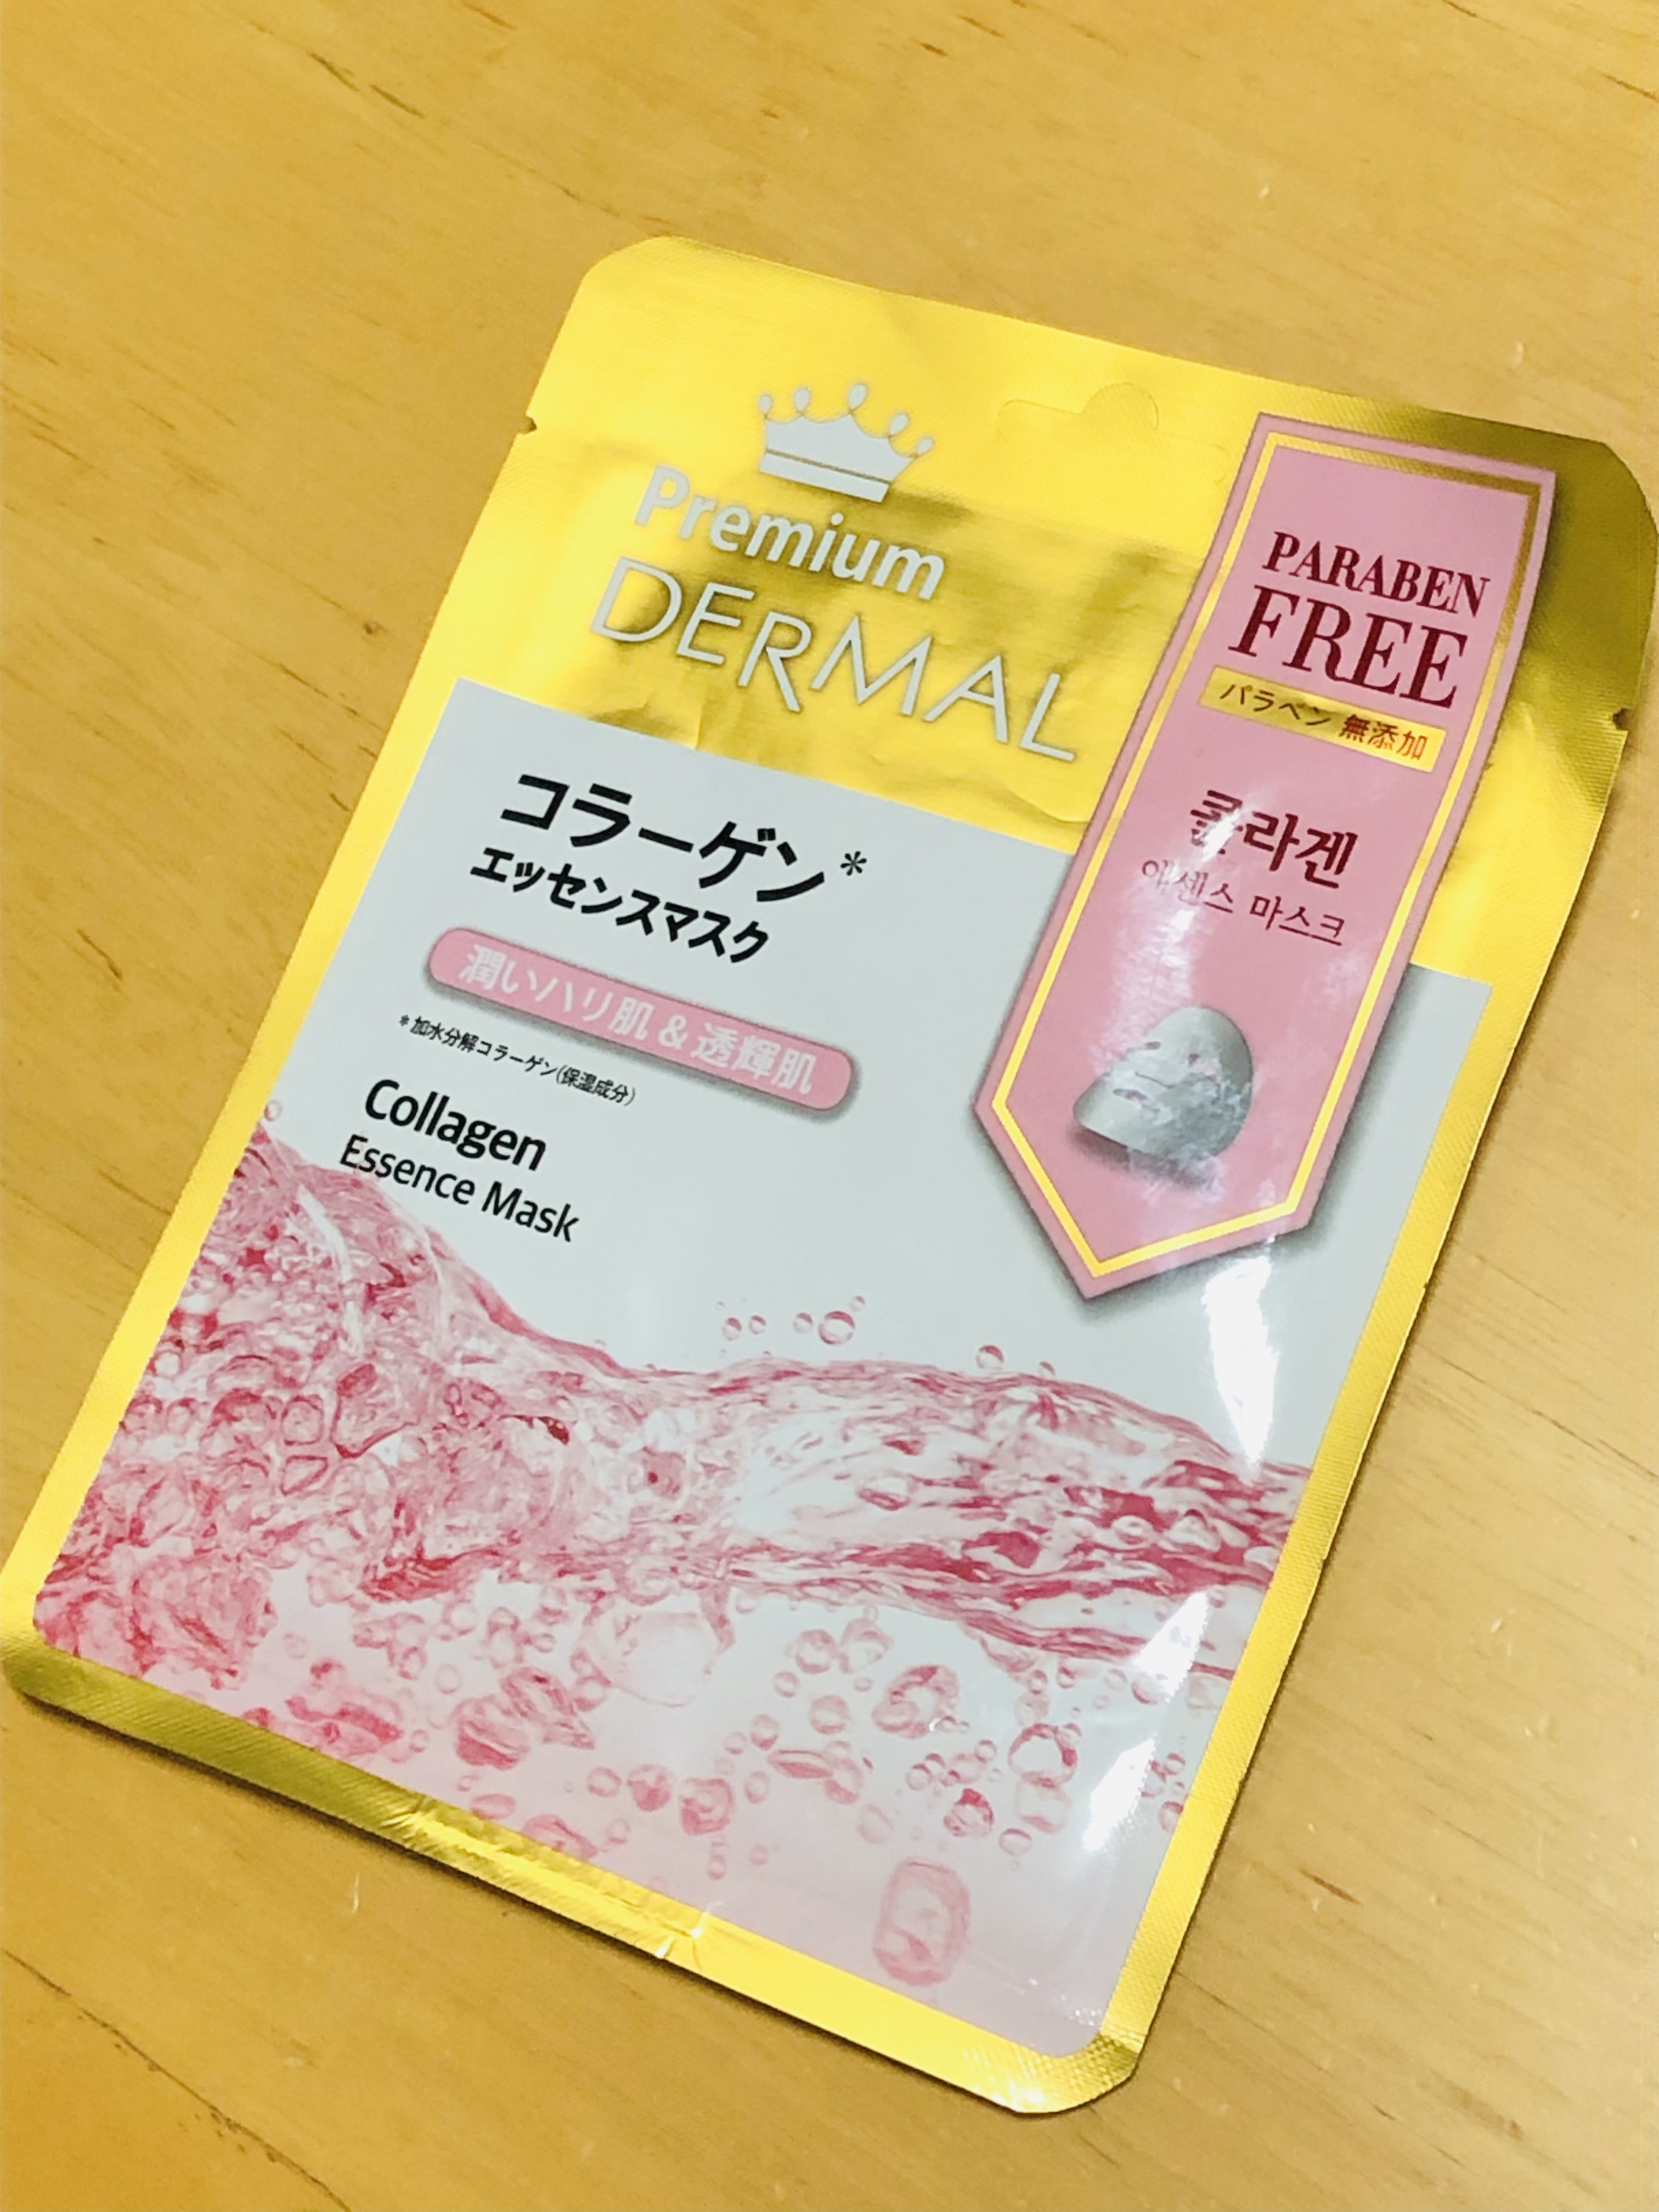 Premium
DERMAL
コラーゲン*
エッセンスマスク
潤いハリ肌 & 透輝肌
*加水分解コラーゲン(保湿成分)
Collagen
Essence Mask
PARABEN
FREE
パラベン 無添加
콜라겐
에센스 마스크